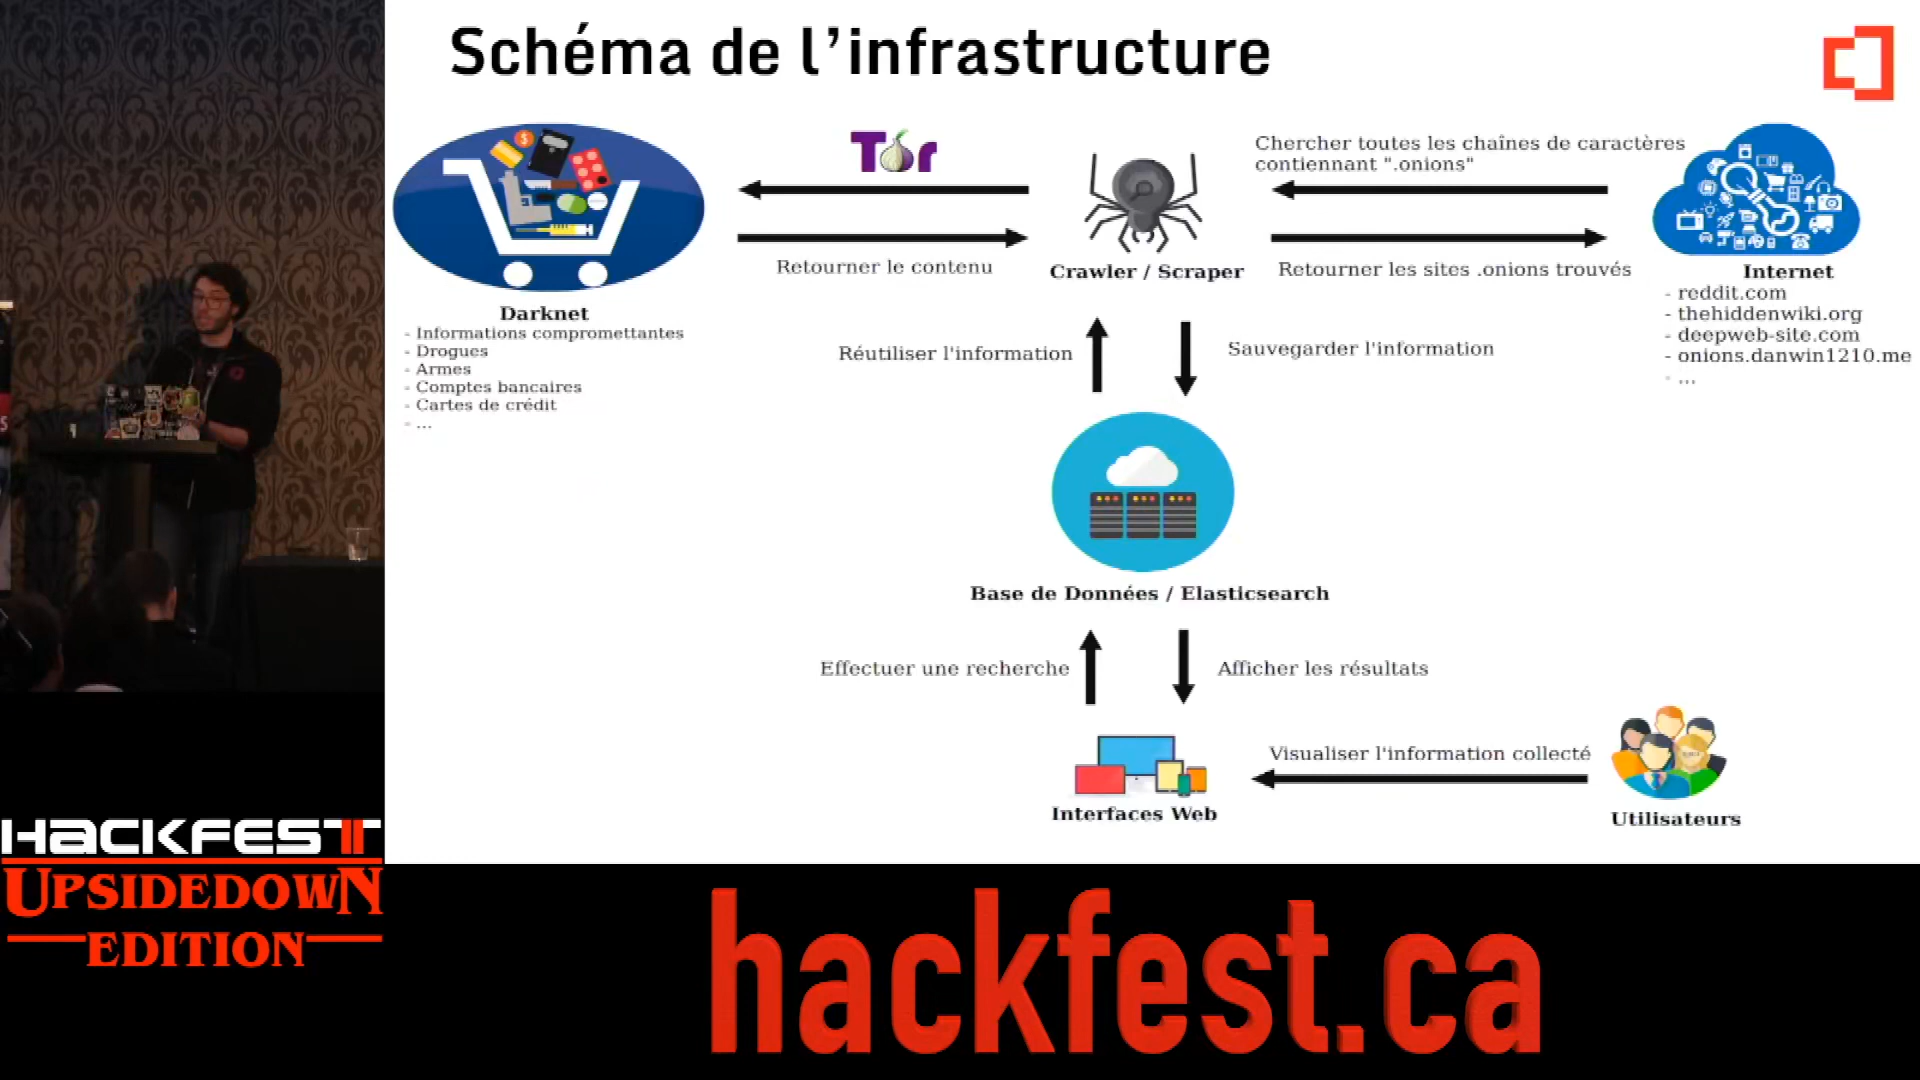 Schéma de l'infrastructure
Tor
Chercher toutes les chaînes de caractères
contiennant ".onions"
Retourner le contenu
Crawler / Scraper
Retourner les sites .onions trouvés
Internet
- reddit.com
- thehiddenwiki.org
- deepweb-site.com
- onions.danwin1210.me
- ...
Darknet
- Informations compromettantes
- Drogues
- Armes
- Comptes bancaires
- Cartes de crédit
- ...
Réutiliser l'information
Sauvegarder l'information
Base de Données / Elasticsearch
Effectuer une recherche
Afficher les résultats
Visualiser l'information collecté
Interfaces Web
Utilisateurs
HACKFEST
UPSIDEDOWN
EDITION
hackfest.ca